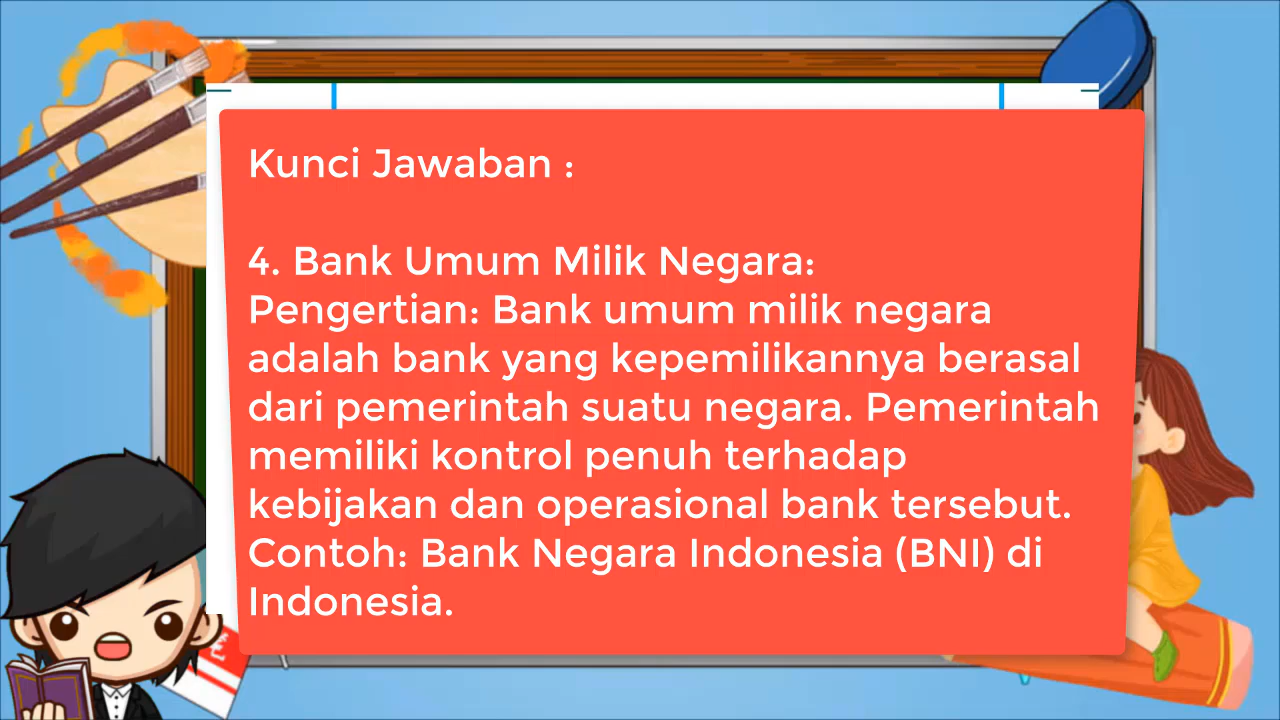 Kunci Jawaban :
4. Bank Umum Milik Negara:
Pengertian: Bank umum milik negara
adalah bank yang kepemilikannya berasal
dari pemerintah suatu negara. Pemerintah
memiliki kontrol penuh terhadap
kebijakan dan operasional bank tersebut.
Contoh: Bank Negara Indonesia (BNI) di
Indonesia.